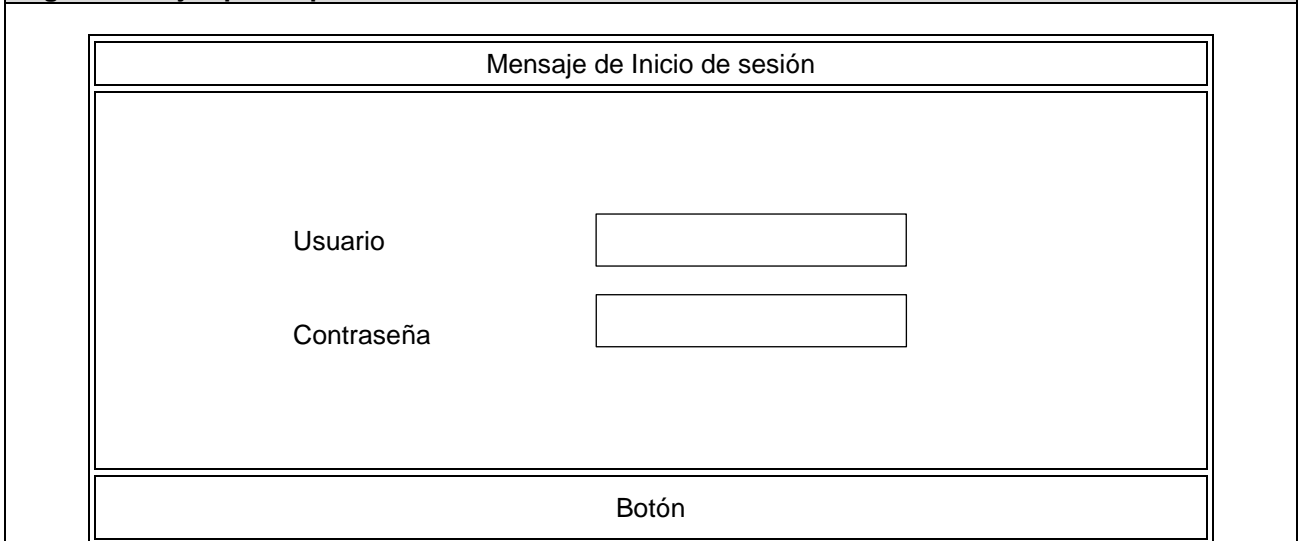 Mensaje de Inicio de sesión
Usuario
Contraseña
Botón